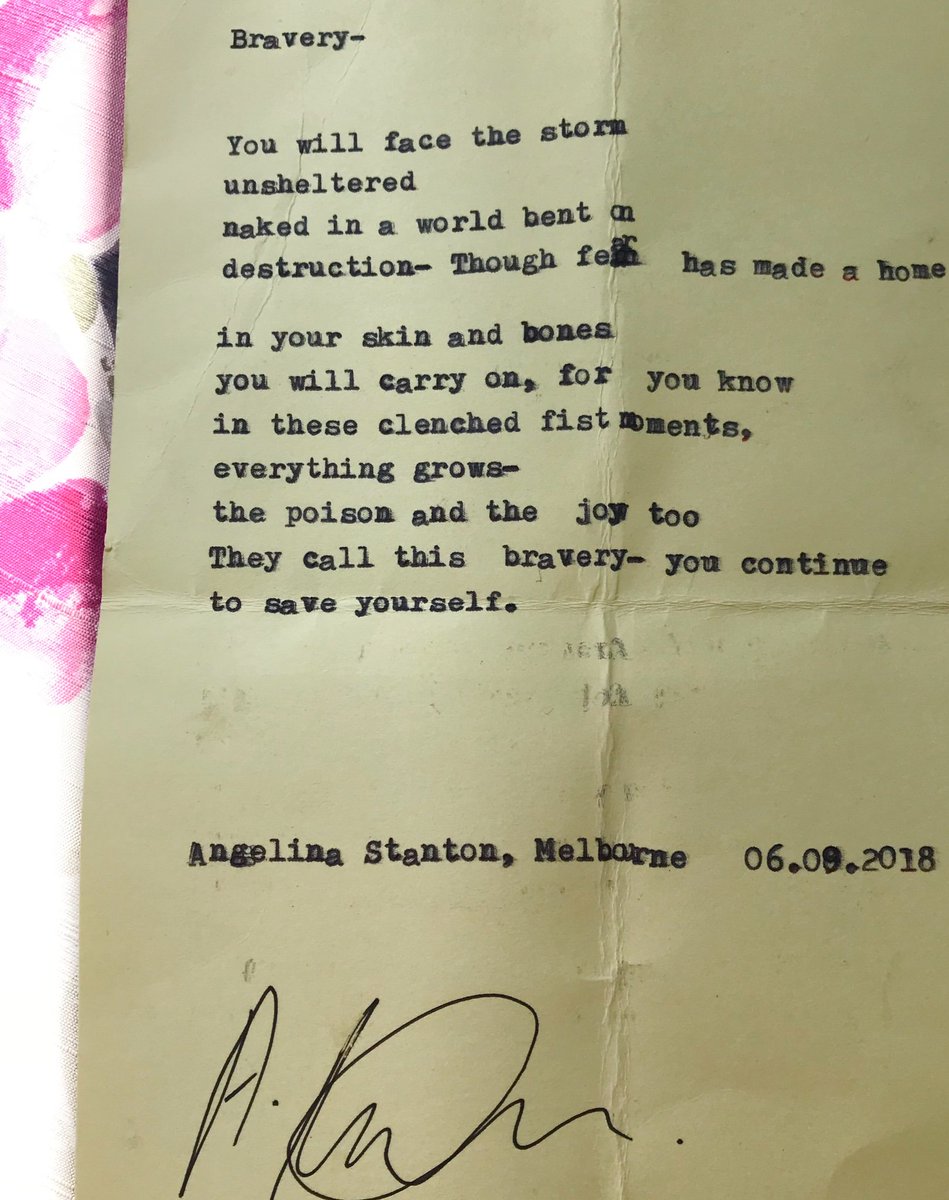 Bravery-
You will face the storm
unsheltered
naked in a world bent on
destruction- Though fear has made a home
in your skin and bones
you will carry on, for you know
in these clenched fist moments,
everything grows-
the poison and the joy too
They call this bravery- you continue
to save yourself.
Angelina Stanton, Melbourne 06.09.2018
A.